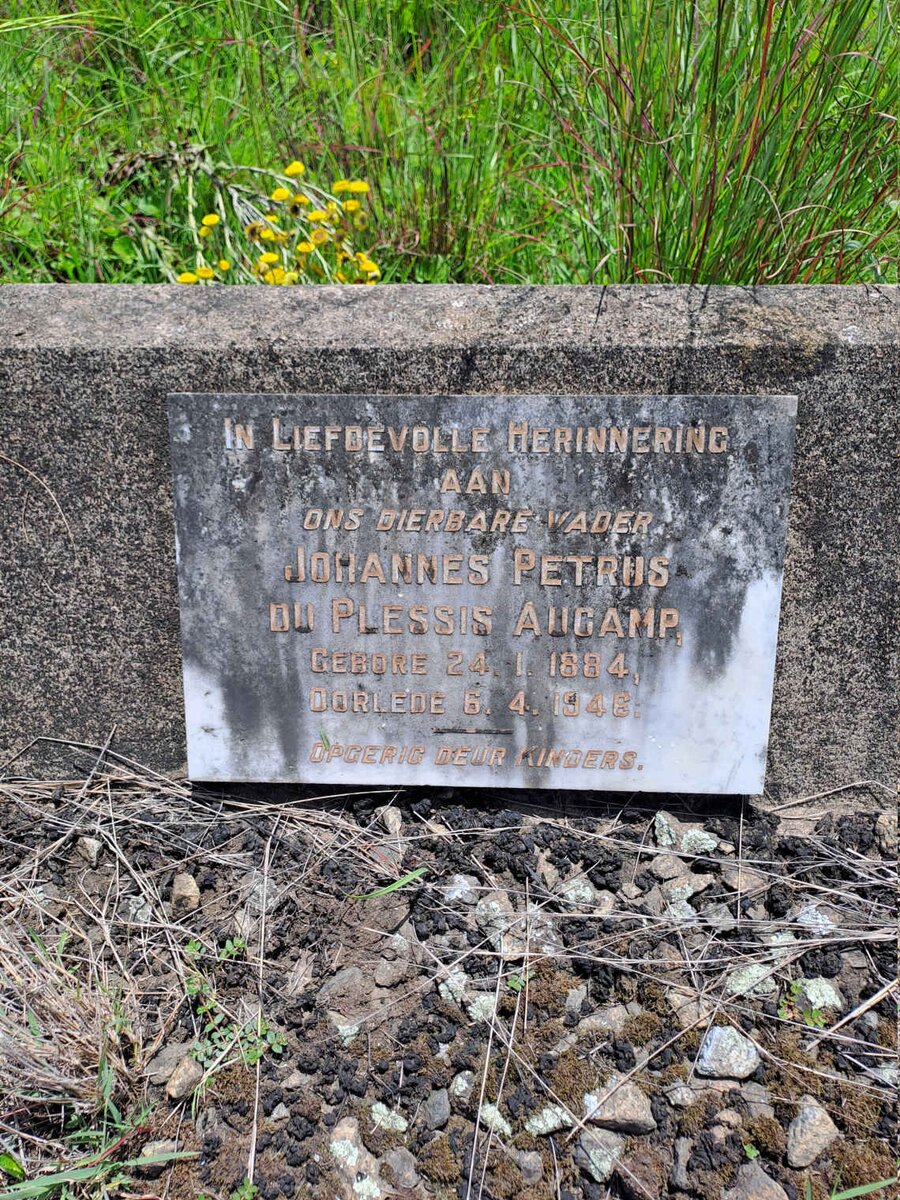 In Liefdevolle Herinnering
AAN
ONS DIERBARE VADER
Johannes Petrus
du Plessis Aucamp,
GEBORE 24. 1. 1884,
OORLEDE 6. 4. 1946.
OPGERIG DEUR KINDERS.